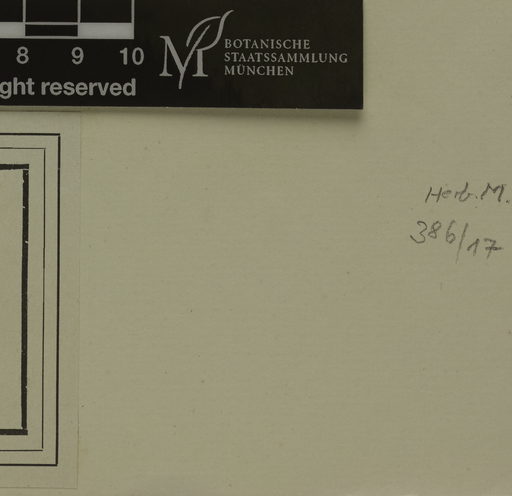 8 9 10
ght reserved
M
BOTANISCHE
STAATSSAMMLUNG
MÜNCHEN
Herb. M.
386/17